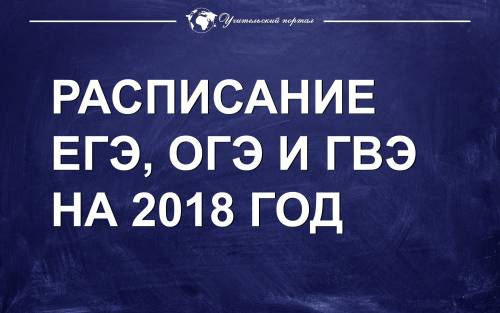 Учительский портал
РАСПИСАНИЕ
ЕГЭ, ОГЭ И ГВЭ
НА 2018 ГОД